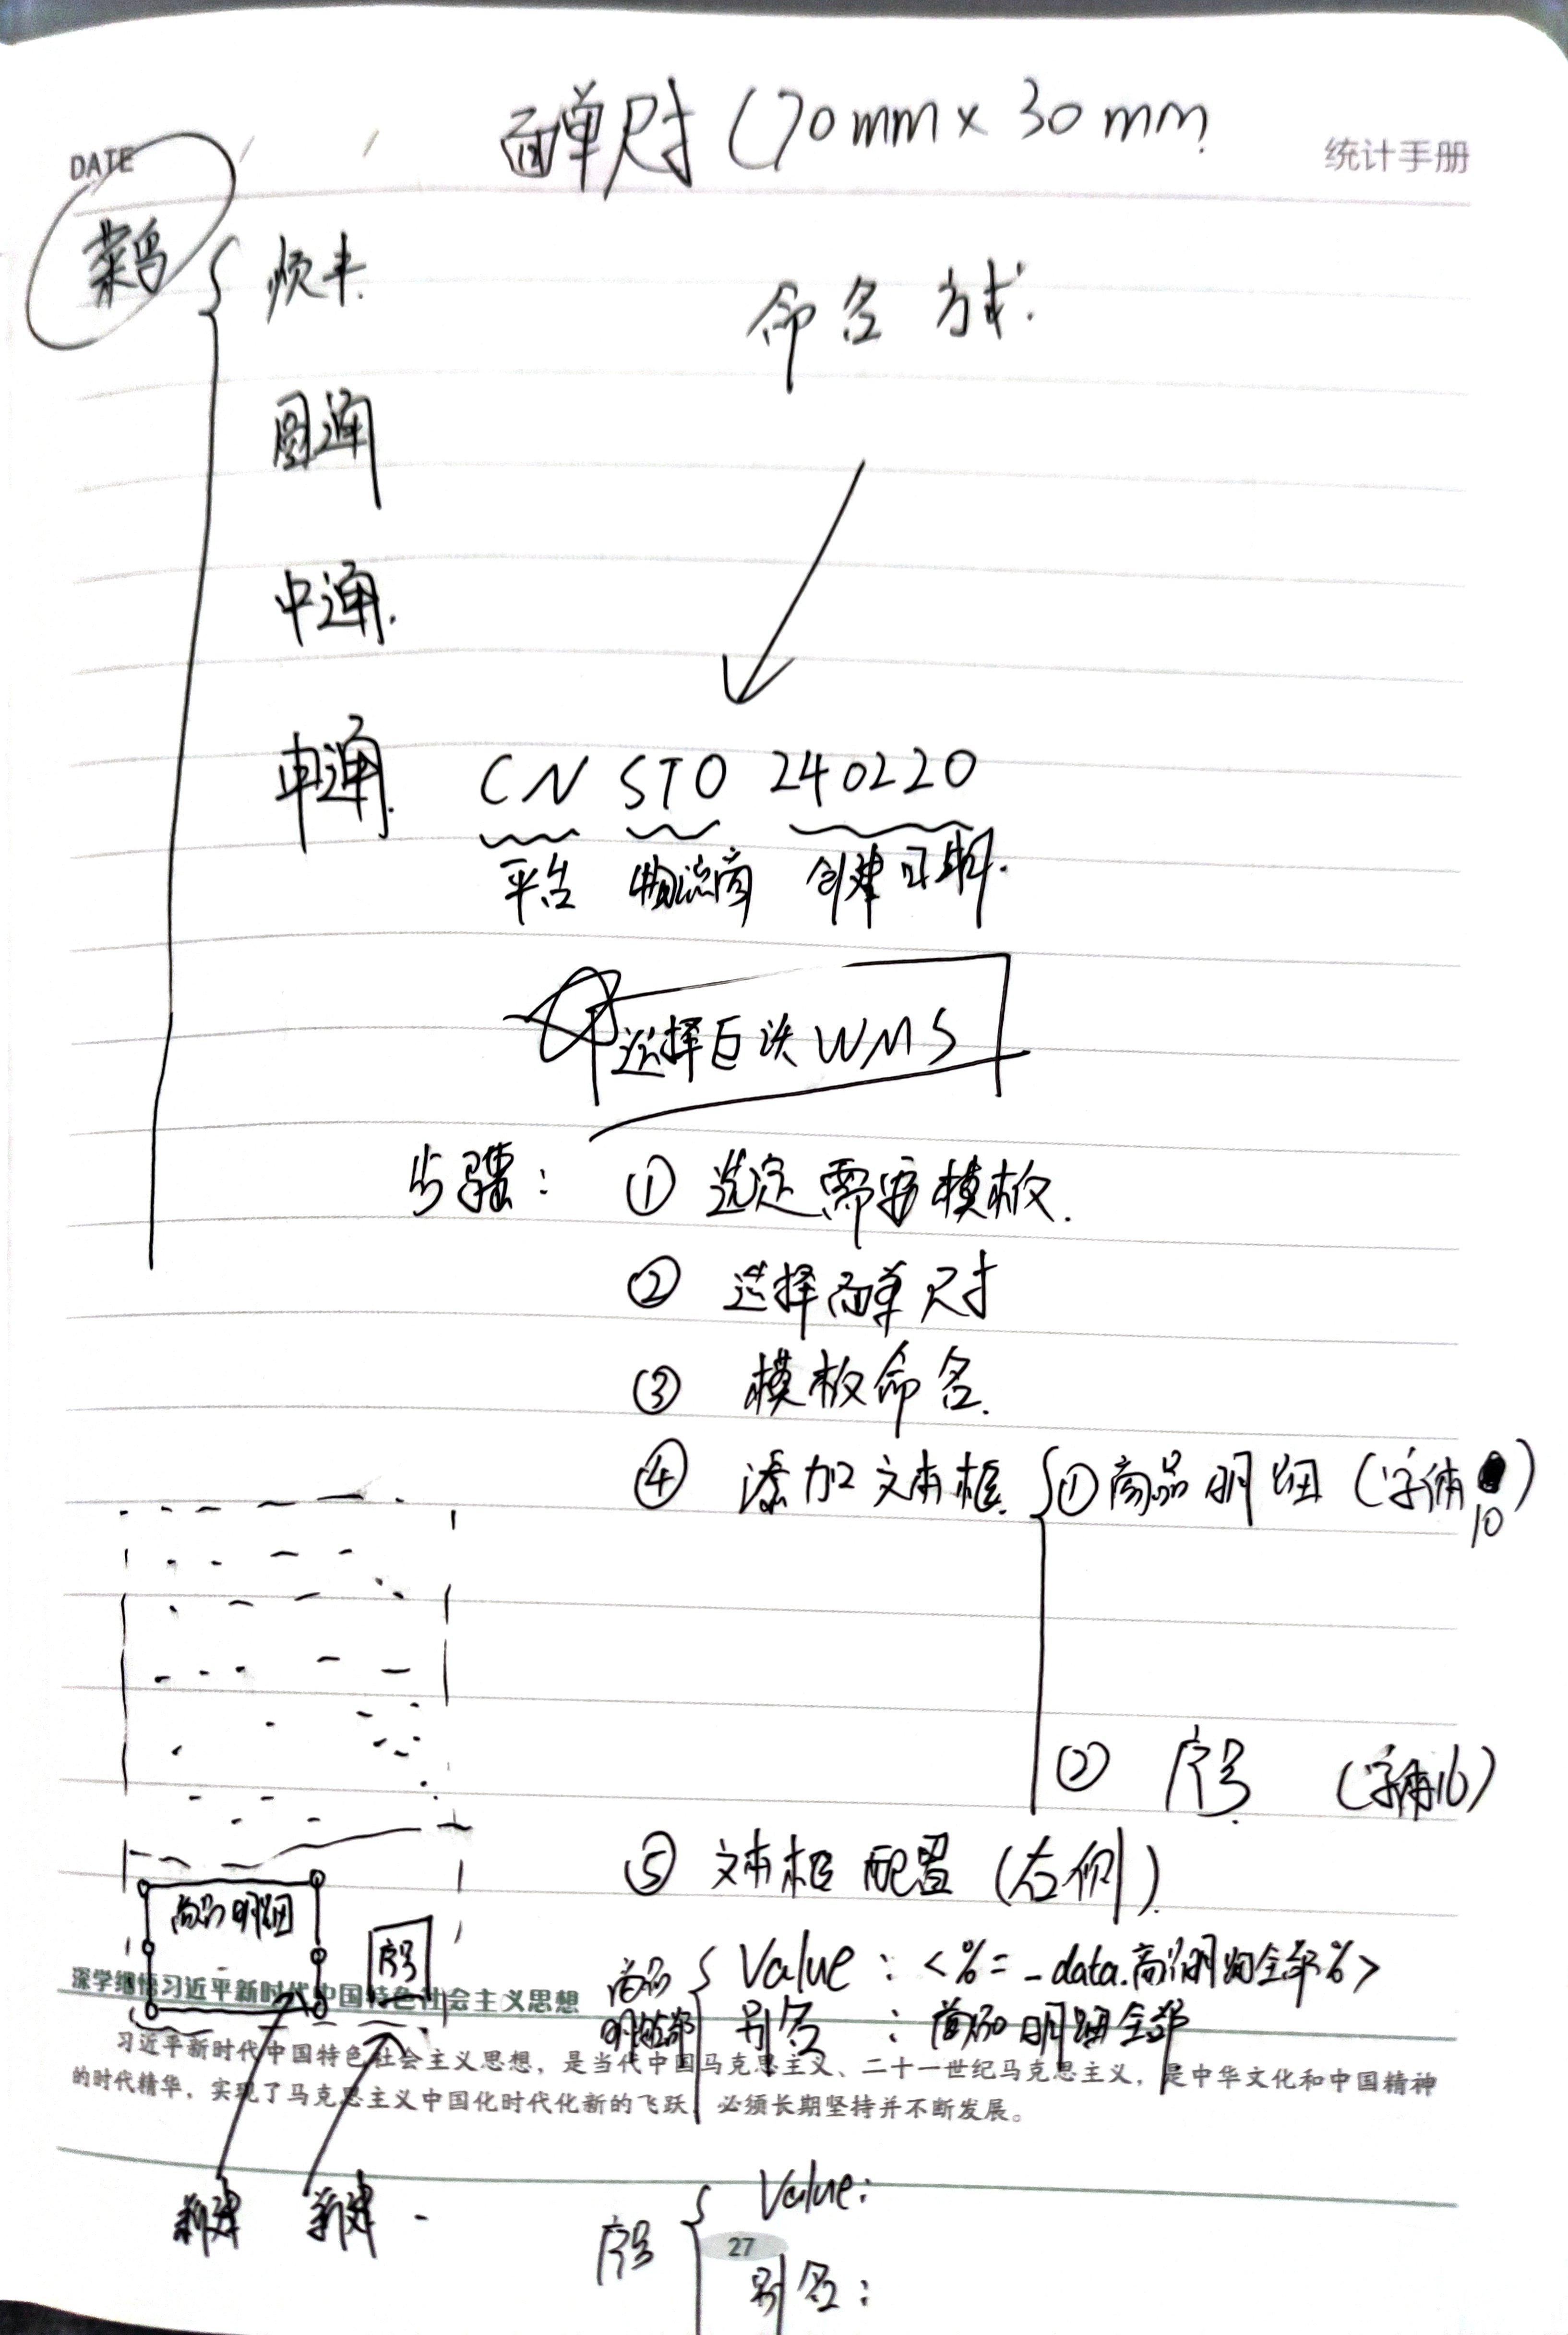 面单尺寸 (70mm × 30mm
DATE
统计手册
菜鸟
顺丰.
命名 方式.
圆通
中通.
申通.
CN STO 240220
平台 物流商 创建日期.
选择巨沃WMS
步骤: ① 选定需要模板.
② 选择面单尺寸
③ 模板命名.
④ 添加文本框 ①商品明细 (字体 10)
② 序号. (字体16)
⑤ 文本框配置 (右侧)
商品明细
序号
商品明细全部
Value : <%= _data.商品明细全部%>
别名 : 商品明细全部
深学细悟习近平新时代中国特色社会主义思想
习近平新时代中国特色社会主义思想，是当代中国马克思主义、二十一世纪马克思主义，是中华文化和中国精神
的时代精华，实现了马克思主义中国化时代化新的飞跃，必须长期坚持并不断发展。
新建 新建
序号
Value:
别名:
27